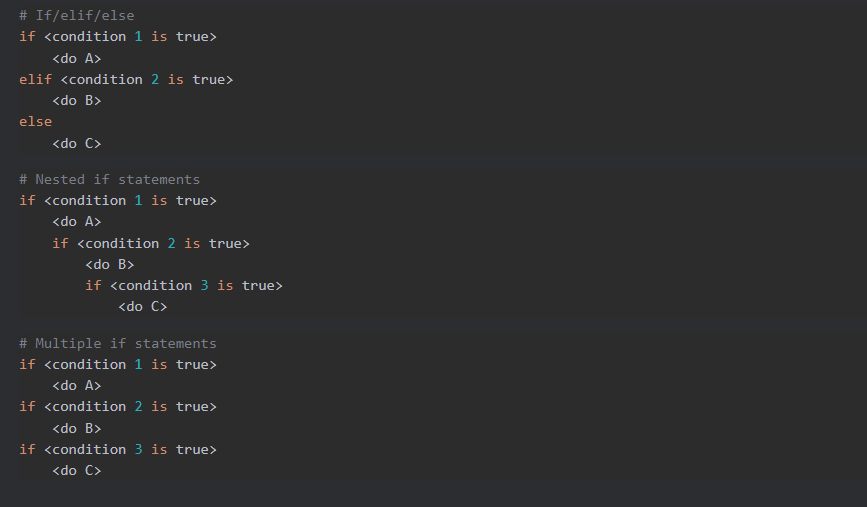 # If/elif/else
if <condition 1 is true>
    <do A>
elif <condition 2 is true>
    <do B>
else
    <do C>
# Nested if statements
if <condition 1 is true>
    <do A>
    if <condition 2 is true>
        <do B>
        if <condition 3 is true>
            <do C>
# Multiple if statements
if <condition 1 is true>
    <do A>
if <condition 2 is true>
    <do B>
if <condition 3 is true>
    <do C>